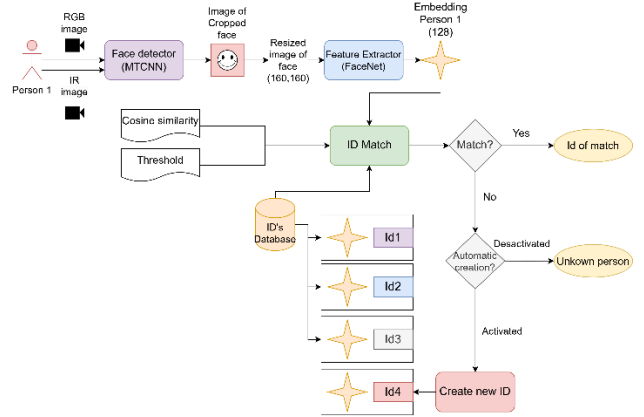 RGB
image
Image of
Cropped
face
Embedding
Person 1
(128)
Face detector
(MTCNN)
Resized image of
face
(160,160)
Feature Extractor
(FaceNet)
Person 1
IR
image
Cosine similarity
Threshold
ID Match
Match?
Yes
Id of match
No
ID's
Database
Id1
Id2
Id3
Id4
Automatic
creation?
Desactivated
Unkown person
Activated
Create new ID